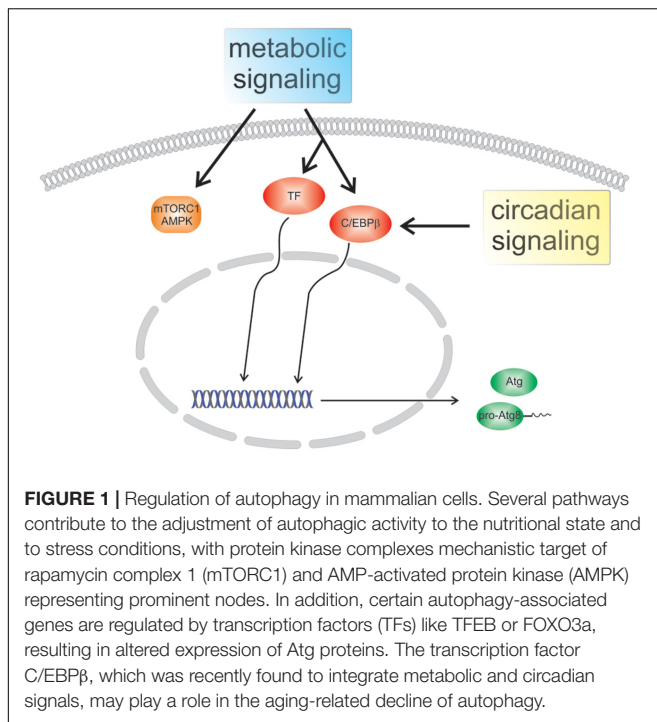 metabolic
signaling
mTORC1
AMPK
TF
C/EBPβ
circadian
signaling
Atg
pro-Atg8
FIGURE 1 | Regulation of autophagy in mammalian cells. Several pathways
contribute to the adjustment of autophagic activity to the nutritional state and
to stress conditions, with protein kinase complexes mechanistic target of
rapamycin complex 1 (mTORC1) and AMP-activated protein kinase (AMPK)
representing prominent nodes. In addition, certain autophagy-associated
genes are regulated by transcription factors (TFs) like TFEB or FOXO3a,
resulting in altered expression of Atg proteins. The transcription factor
C/EBPβ, which was recently found to integrate metabolic and circadian
signals, may play a role in the aging-related decline of autophagy.